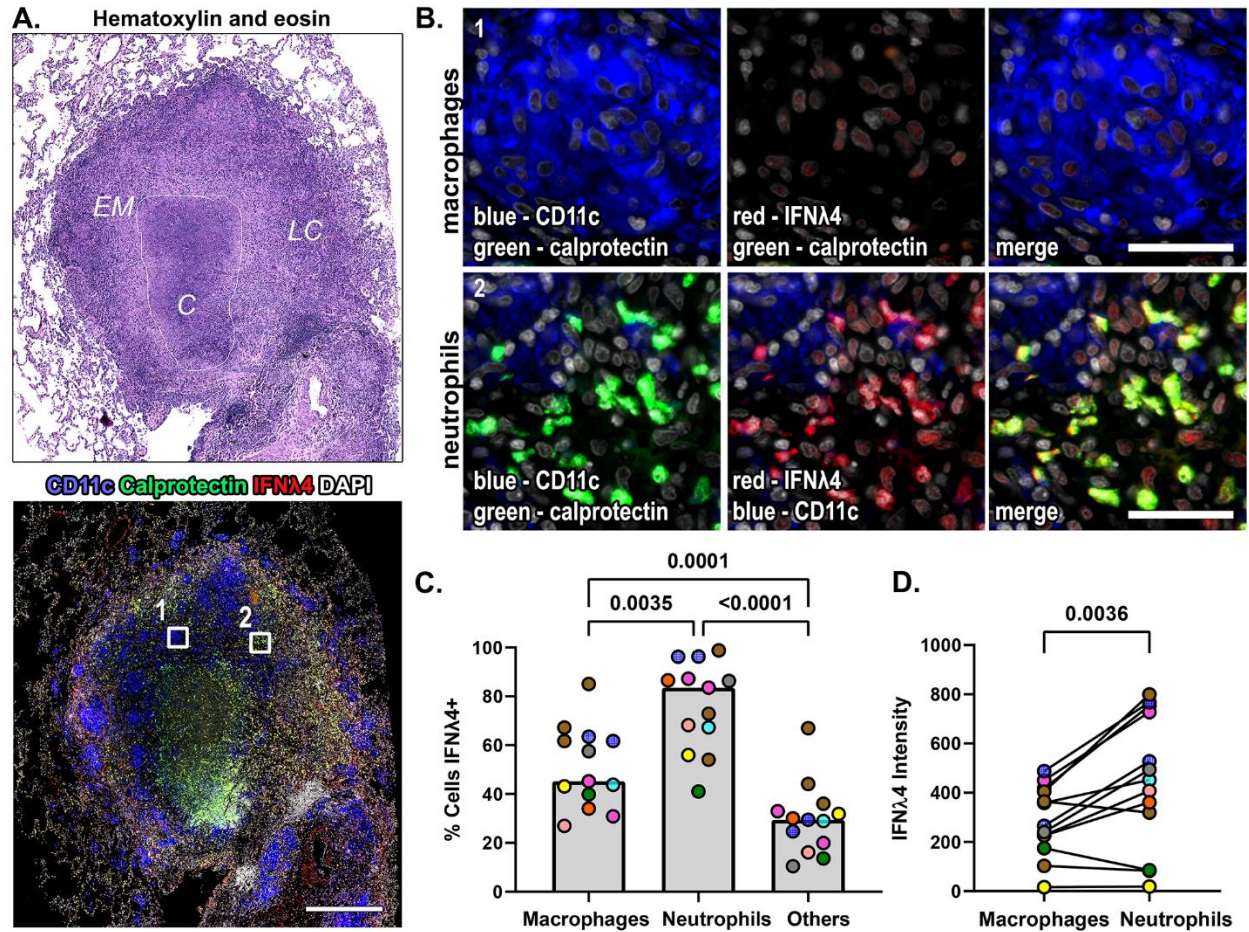 A.
Hematoxylin and eosin
EM
LC
C
CD11c Calprotectin IFNλ4 DAPI
1
2
B.
macrophages
1
blue - CD11c
green - calprotectin
red - IFNλ4
green - calprotectin
merge
neutrophils
2
blue - CD11c
green - calprotectin
red - IFNλ4
blue - CD11c
merge
C.
0.0001
0.0035
<0.0001
% Cells IFNλ4+
100
80
60
40
20
0
Macrophages
Neutrophils
Others
D.
0.0036
IFNλ4 Intensity
1000
800
600
400
200
0
Macrophages
Neutrophils